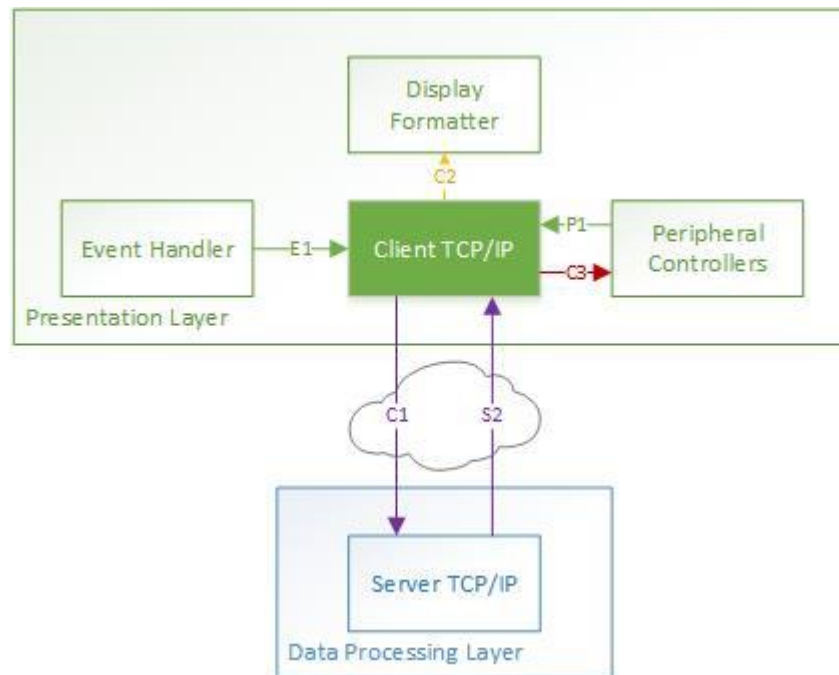 Display
Formatter
C2
Event Handler
E1
Client TCP/IP
P1
C3
Peripheral
Controllers
Presentation Layer
C1
S2
Server TCP/IP
Data Processing Layer